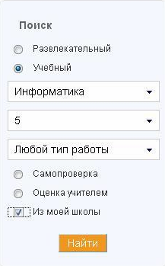 Поиск
Развлекательный
Учебный
Информатика
5
Любой тип работы
Самопроверка
Оценка учителем
Из моей школы
Найти